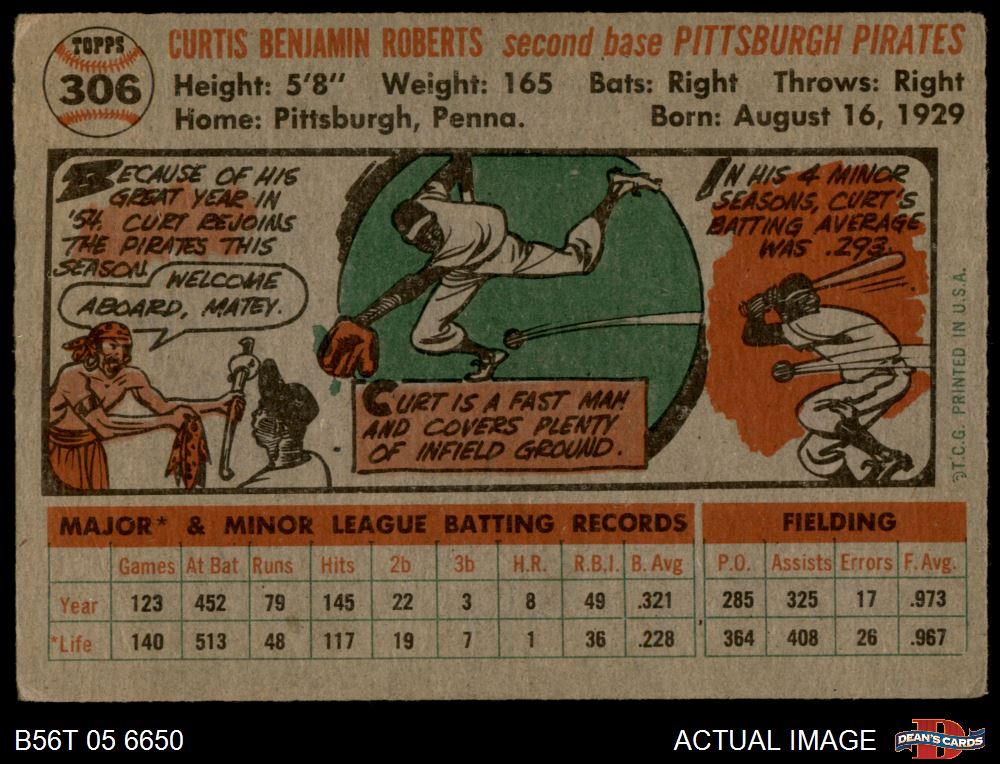 TOPPS
306
CURTIS BENJAMIN ROBERTS second base PITTSBURGH PIRATES
Height: 5'8" Weight: 165 Bats: Right Throws: Right
Home: Pittsburgh, Penna. Born: August 16, 1929
BECAUSE OF HIS
GREAT YEAR IN
'54, CURT REJOINS
THE PIRATES THIS
SEASON.
WELCOME
ABOARD, MATEY.
CURT IS A FAST MAN
AND COVERS PLENTY
OF INFIELD GROUND.
IN HIS 4 MINOR
SEASONS, CURT'S
BATTING AVERAGE
WAS .293.
©T.C.G. PRINTED IN U.S.A.
MAJOR* & MINOR LEAGUE BATTING RECORDS FIELDING
Games At Bat Runs Hits 2b 3b H.R. R.B.I. B. Avg P.O. Assists Errors F. Avg.
Year 123 452 79 145 22 3 8 49 .321 285 325 17 .973
*Life 140 513 48 117 19 7 1 36 .228 364 408 26 .967
B56T 05 6650 ACTUAL IMAGE
DEAN'S CARDS